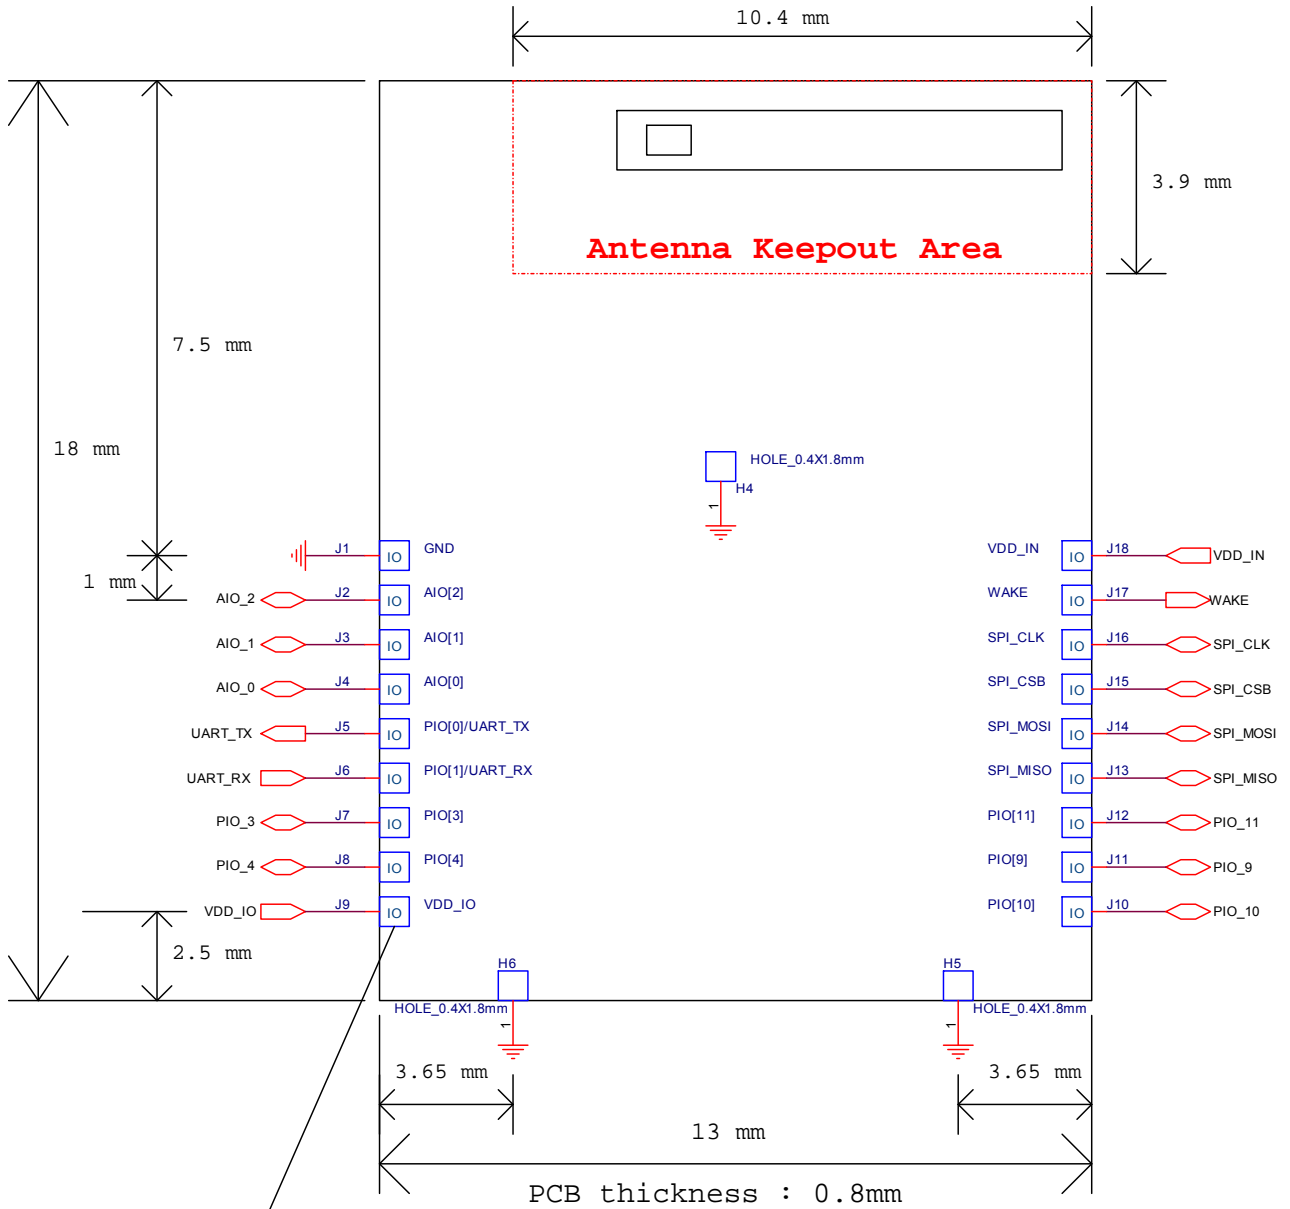 10.4 mm
3.9 mm
Antenna Keepout Area
7.5 mm
18 mm
HOLE_0.4X1.8mm
H4
1
J1 IO GND
VDD_IN IO J18 VDD_IN
1 mm
AIO_2 J2 IO AIO[2]
WAKE IO J17 WAKE
AIO_1 J3 IO AIO[1]
SPI_CLK IO J16 SPI_CLK
AIO_0 J4 IO AIO[0]
SPI_CSB IO J15 SPI_CSB
UART_TX J5 IO PIO[0]/UART_TX
SPI_MOSI IO J14 SPI_MOSI
UART_RX J6 IO PIO[1]/UART_RX
SPI_MISO IO J13 SPI_MISO
PIO_3 J7 IO PIO[3]
PIO[11] IO J12 PIO_11
PIO_4 J8 IO PIO[4]
PIO[9] IO J11 PIO_9
VDD_IO J9 IO VDD_IO
PIO[10] IO J10 PIO_10
2.5 mm
H6
H5
HOLE_0.4X1.8mm
HOLE_0.4X1.8mm
1
1
3.65 mm
3.65 mm
13 mm
PCB thickness : 0.8mm